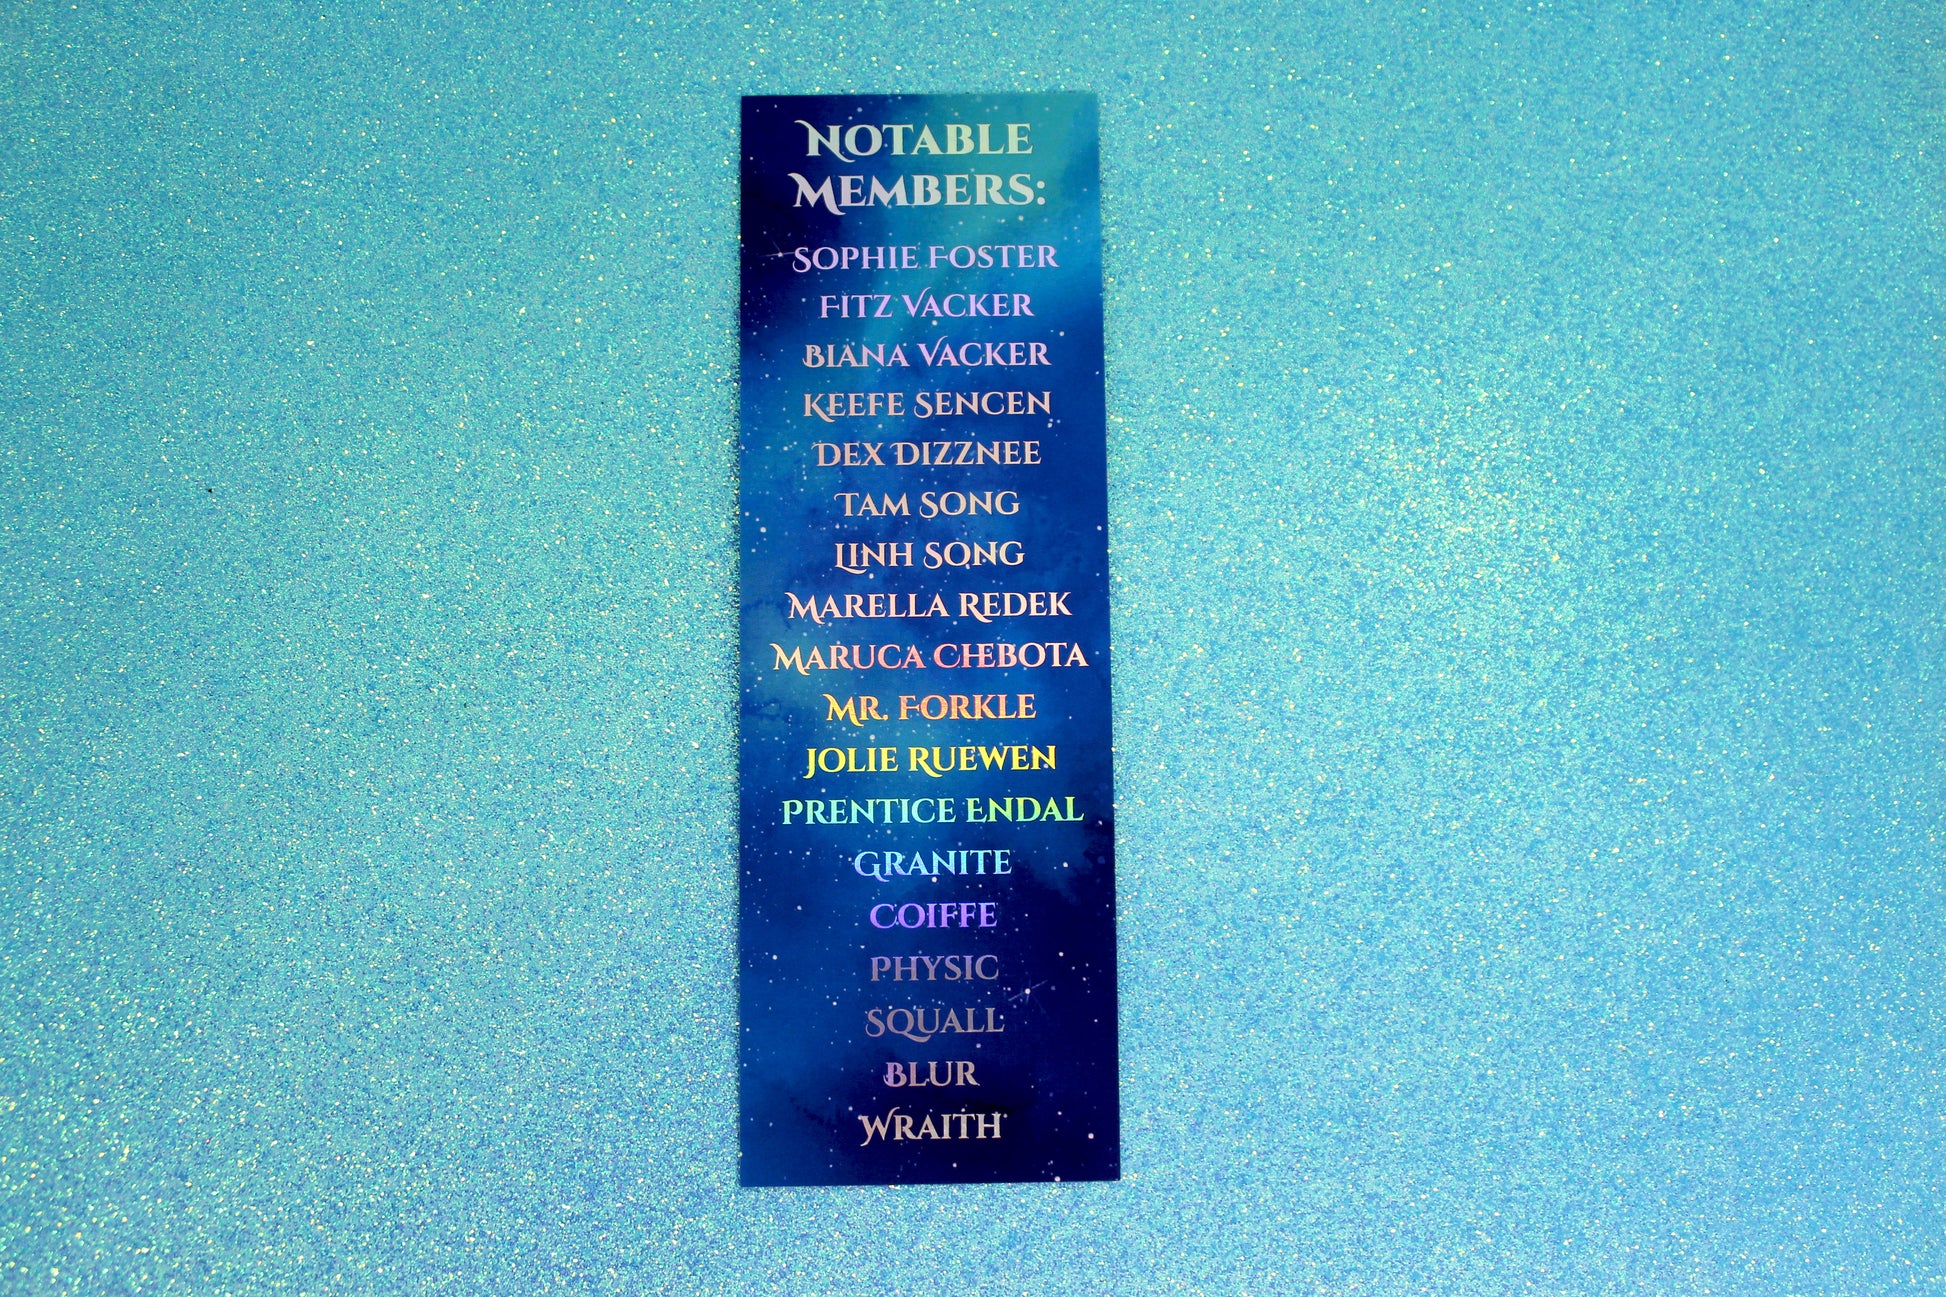 Notable
Members:
Sophie Foster
Fitz Vacker
Biana Vacker
Keefe Sencen
Dex Dizznee
Tam Song
Linh Song
Marella Redek
Maruca Chebota
Mr. Forkle
Jolie Ruewen
Prentice Endal
Granite
Coiffe
Physic
Squall
Blur
Wraith